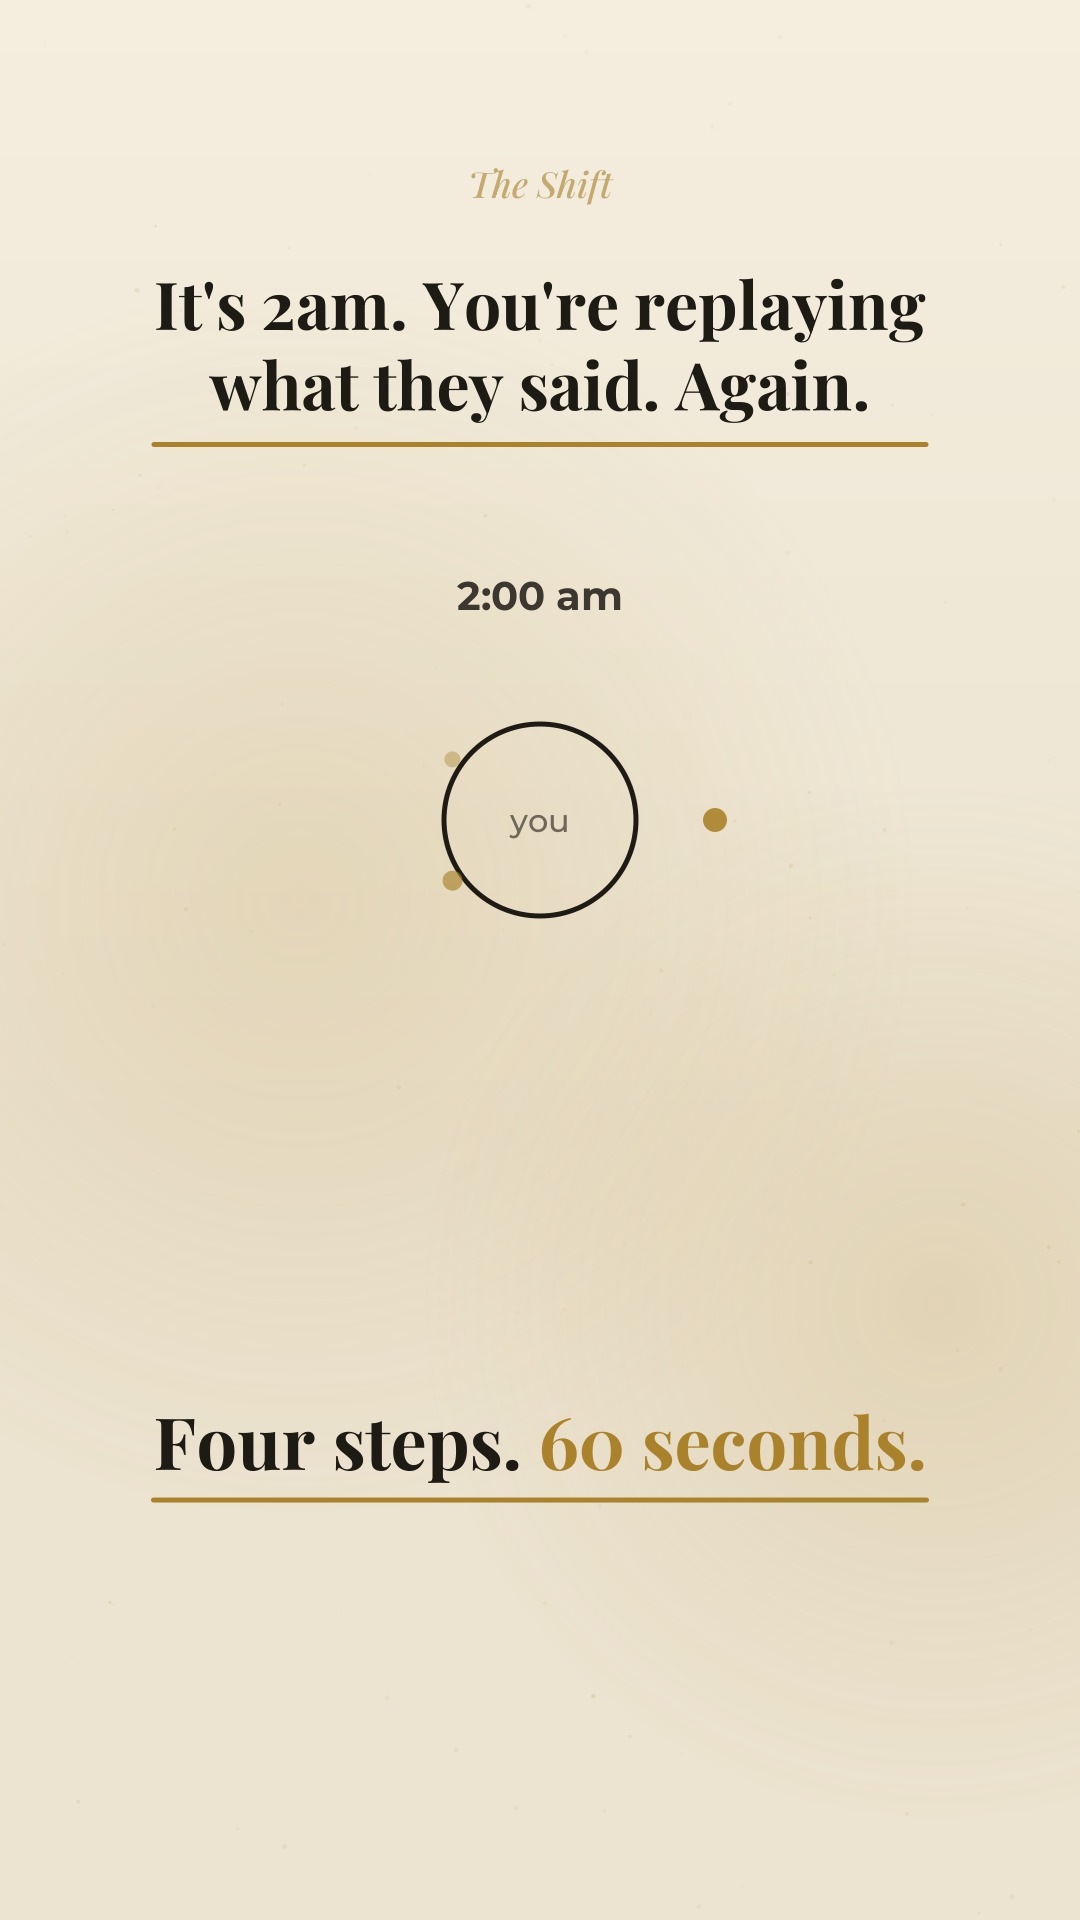 The Shift
It's 2am. You're replaying
what they said. Again.
2:00 am
you
Four steps. 60 seconds.